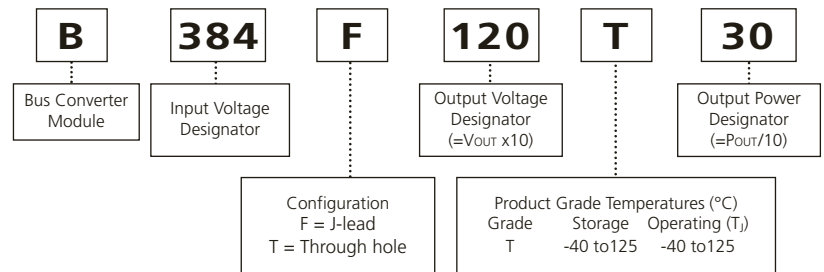 B 384 F 120 T 30
Bus Converter
Module
Input Voltage
Designator
Output Voltage
Designator
(=VOUT x10)
Output Power
Designator
(=POUT/10)
Configuration
F = J-lead
T = Through hole
Product Grade Temperatures (°C)
Grade Storage Operating (TJ)
T -40 to125 -40 to125